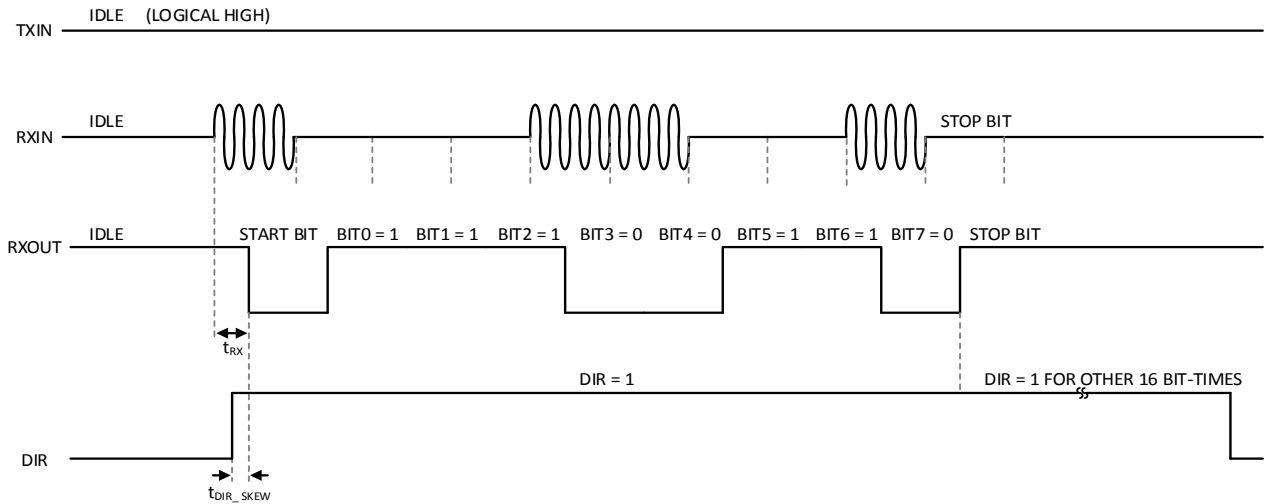 IDLE (LOGICAL HIGH)
TXIN
IDLE STOP BIT
RXIN
IDLE START BIT BIT0 = 1 BIT1 = 1 BIT2 = 1 BIT3 = 0 BIT4 = 0 BIT5 = 1 BIT6 = 1 BIT7 = 0 STOP BIT
RXOUT
tRX
DIR = 1 DIR = 1 FOR OTHER 16 BIT-TIMES
DIR
tDIR_SKEW